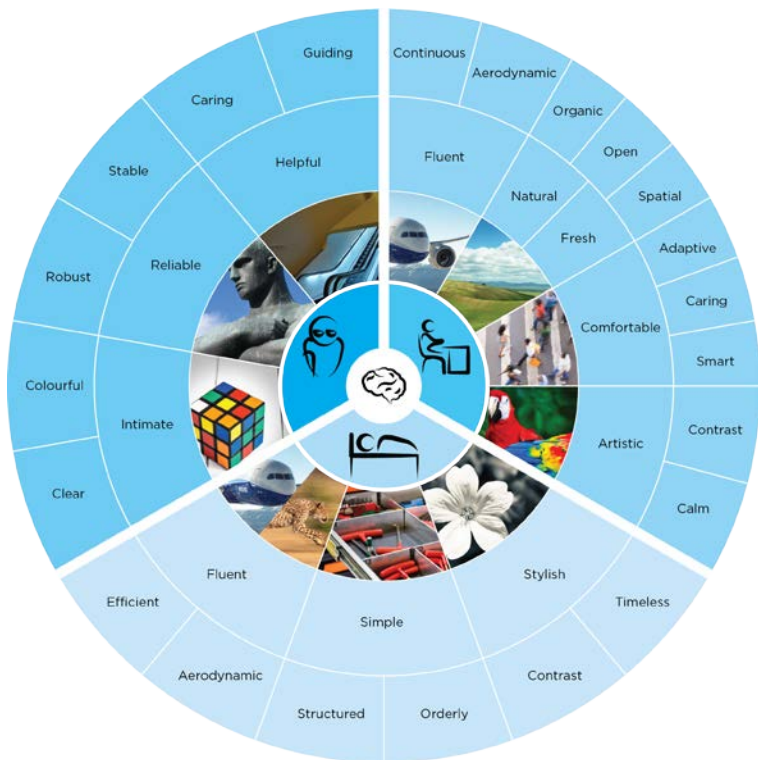 Guiding
Continuous
Aerodynamic
Caring
Organic
Helpful
Fluent
Open
Stable
Natural
Spatial
Fresh
Adaptive
Reliable
Robust
Caring
Comfortable
Smart
Colourful
Intimate
Artistic
Contrast
Clear
Calm
Fluent
Stylish
Efficient
Timeless
Simple
Aerodynamic
Contrast
Structured
Orderly